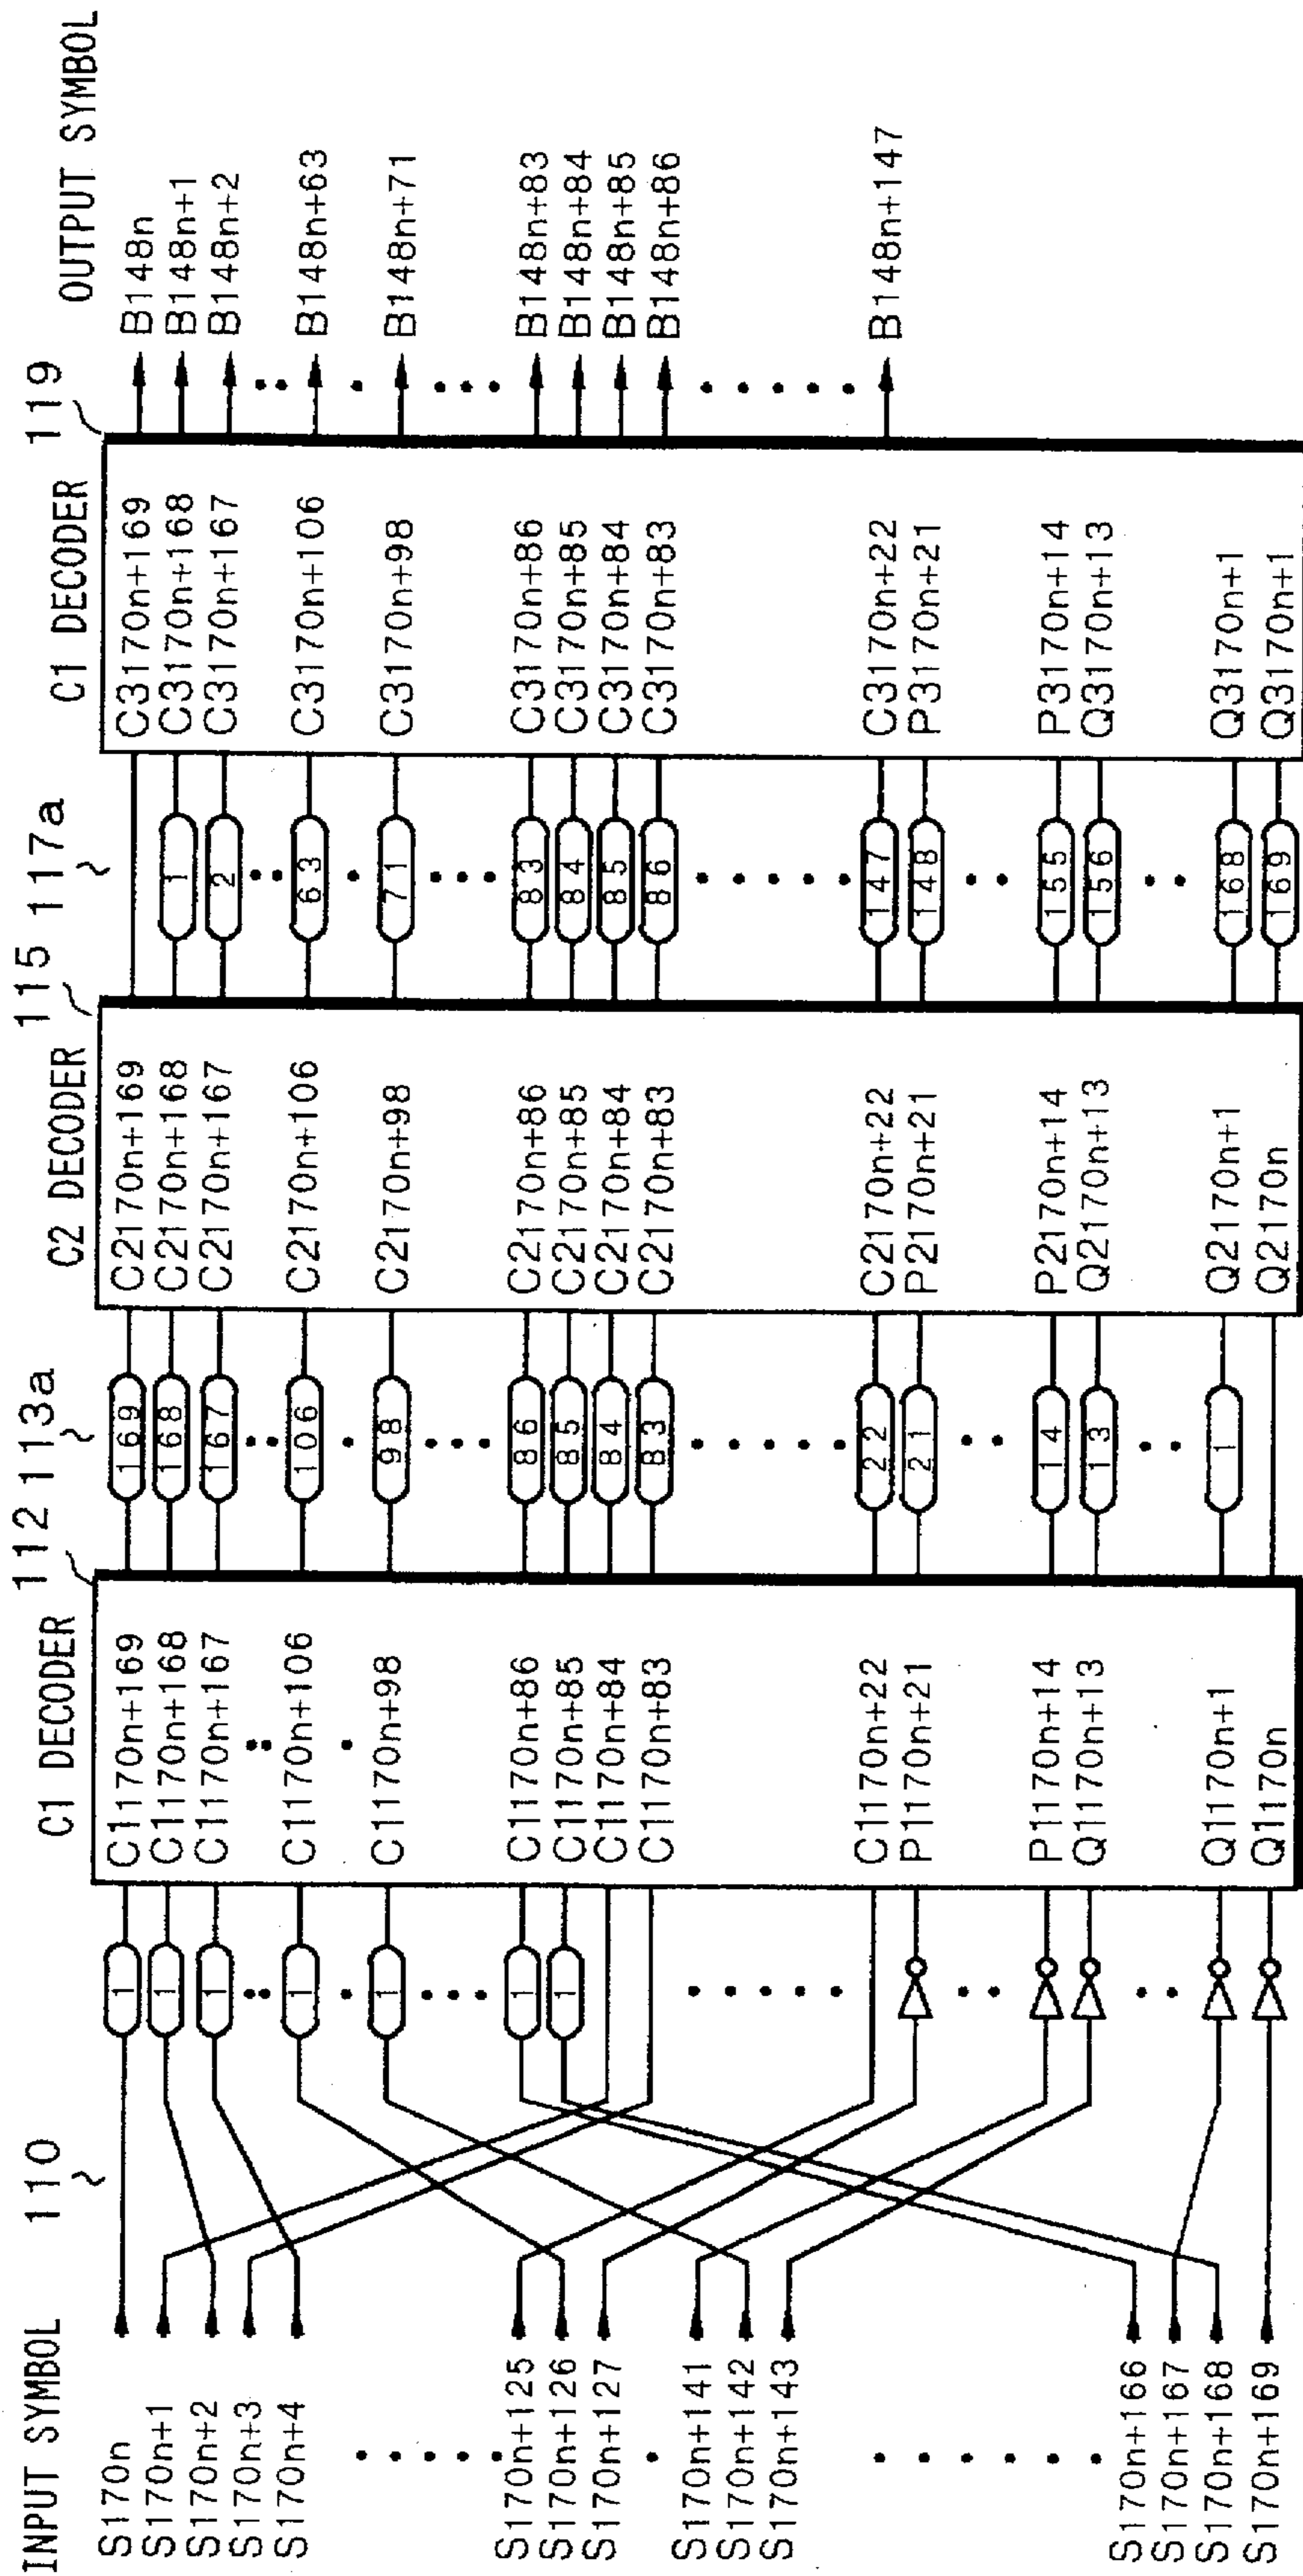 INPUT SYMBOL
110
112
113a
115
117a
119
OUTPUT SYMBOL
C1 DECODER
C2 DECODER
C1 DECODER
S170n
S170n+1
S170n+2
S170n+3
S170n+4
S170n+125
S170n+126
S170n+127
S170n+141
S170n+142
S170n+143
S170n+166
S170n+167
S170n+168
S170n+169
1
1
1
1
1
1
1
C1170n+169
C1170n+168
C1170n+167
C1170n+106
C1170n+98
C1170n+86
C1170n+85
C1170n+84
C1170n+83
C1170n+22
P1170n+21
P1170n+14
Q1170n+13
Q1170n+1
Q1170n
169
168
167
106
98
86
85
84
83
22
21
14
13
1
C2170n+169
C2170n+168
C2170n+167
C2170n+106
C2170n+98
C2170n+86
C2170n+85
C2170n+84
C2170n+83
C2170n+22
P2170n+21
P2170n+14
Q2170n+13
Q2170n+1
Q2170n
1
2
63
71
83
84
85
86
147
148
155
156
168
169
C3170n+169
C3170n+168
C3170n+167
C3170n+106
C3170n+98
C3170n+86
C3170n+85
C3170n+84
C3170n+83
C3170n+22
P3170n+21
P3170n+14
Q3170n+13
Q3170n+1
Q3170n+1
B148n
B148n+1
B148n+2
B148n+63
B148n+71
B148n+83
B148n+84
B148n+85
B148n+86
B148n+147